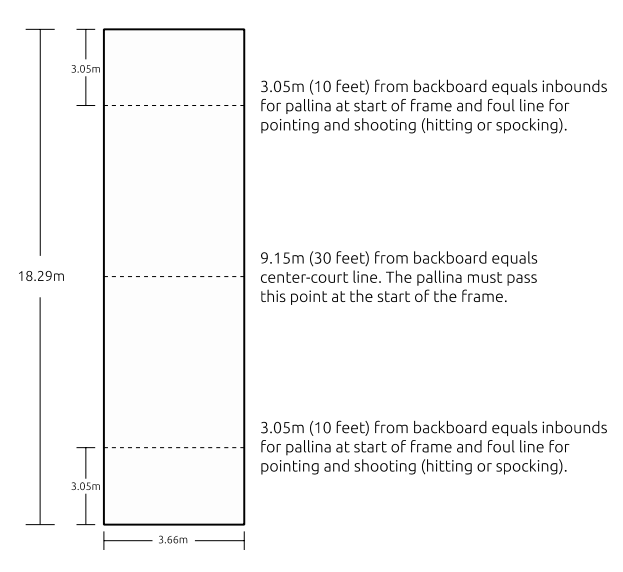 3.05m
3.05m (10 feet) from backboard equals inbounds
for pallina at start of frame and foul line for
pointing and shooting (hitting or spocking).
9.15m (30 feet) from backboard equals
center-court line. The pallina must pass
this point at the start of the frame.
18.29m
3.05m (10 feet) from backboard equals inbounds
for pallina at start of frame and foul line for
pointing and shooting (hitting or spocking).
3.05m
3.66m